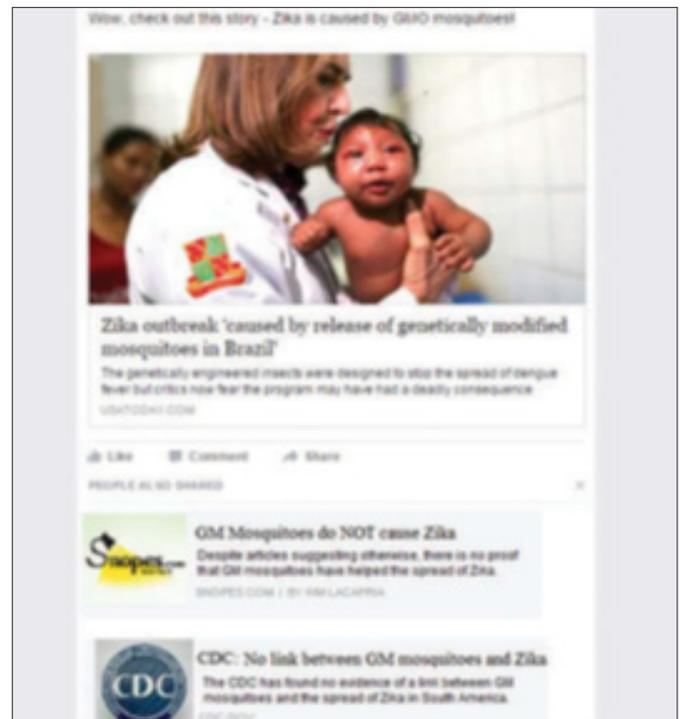 Wow, check out this story - Zika is caused by GMO mosquitoes!
Zika outbreak 'caused by release of genetically modified
mosquitoes in Brazil'
The genetically engineered insects were designed to stop the spread of dengue
fever but critics now fear the program may have had a deadly consequence
USATODAY.COM
Like Comment Share
PEOPLE ALSO SHARED
GM Mosquitoes do NOT cause Zika
Snopes.com
Despite articles suggesting otherwise, there is no proof
that GM mosquitoes have helped the spread of Zika.
SNOPES.COM | BY KIM LACAPRIA
CDC: No link between GM mosquitoes and Zika
CDC
The CDC has found no evidence of a link between GM
mosquitoes and the spread of Zika in South America.
CDC.GOV